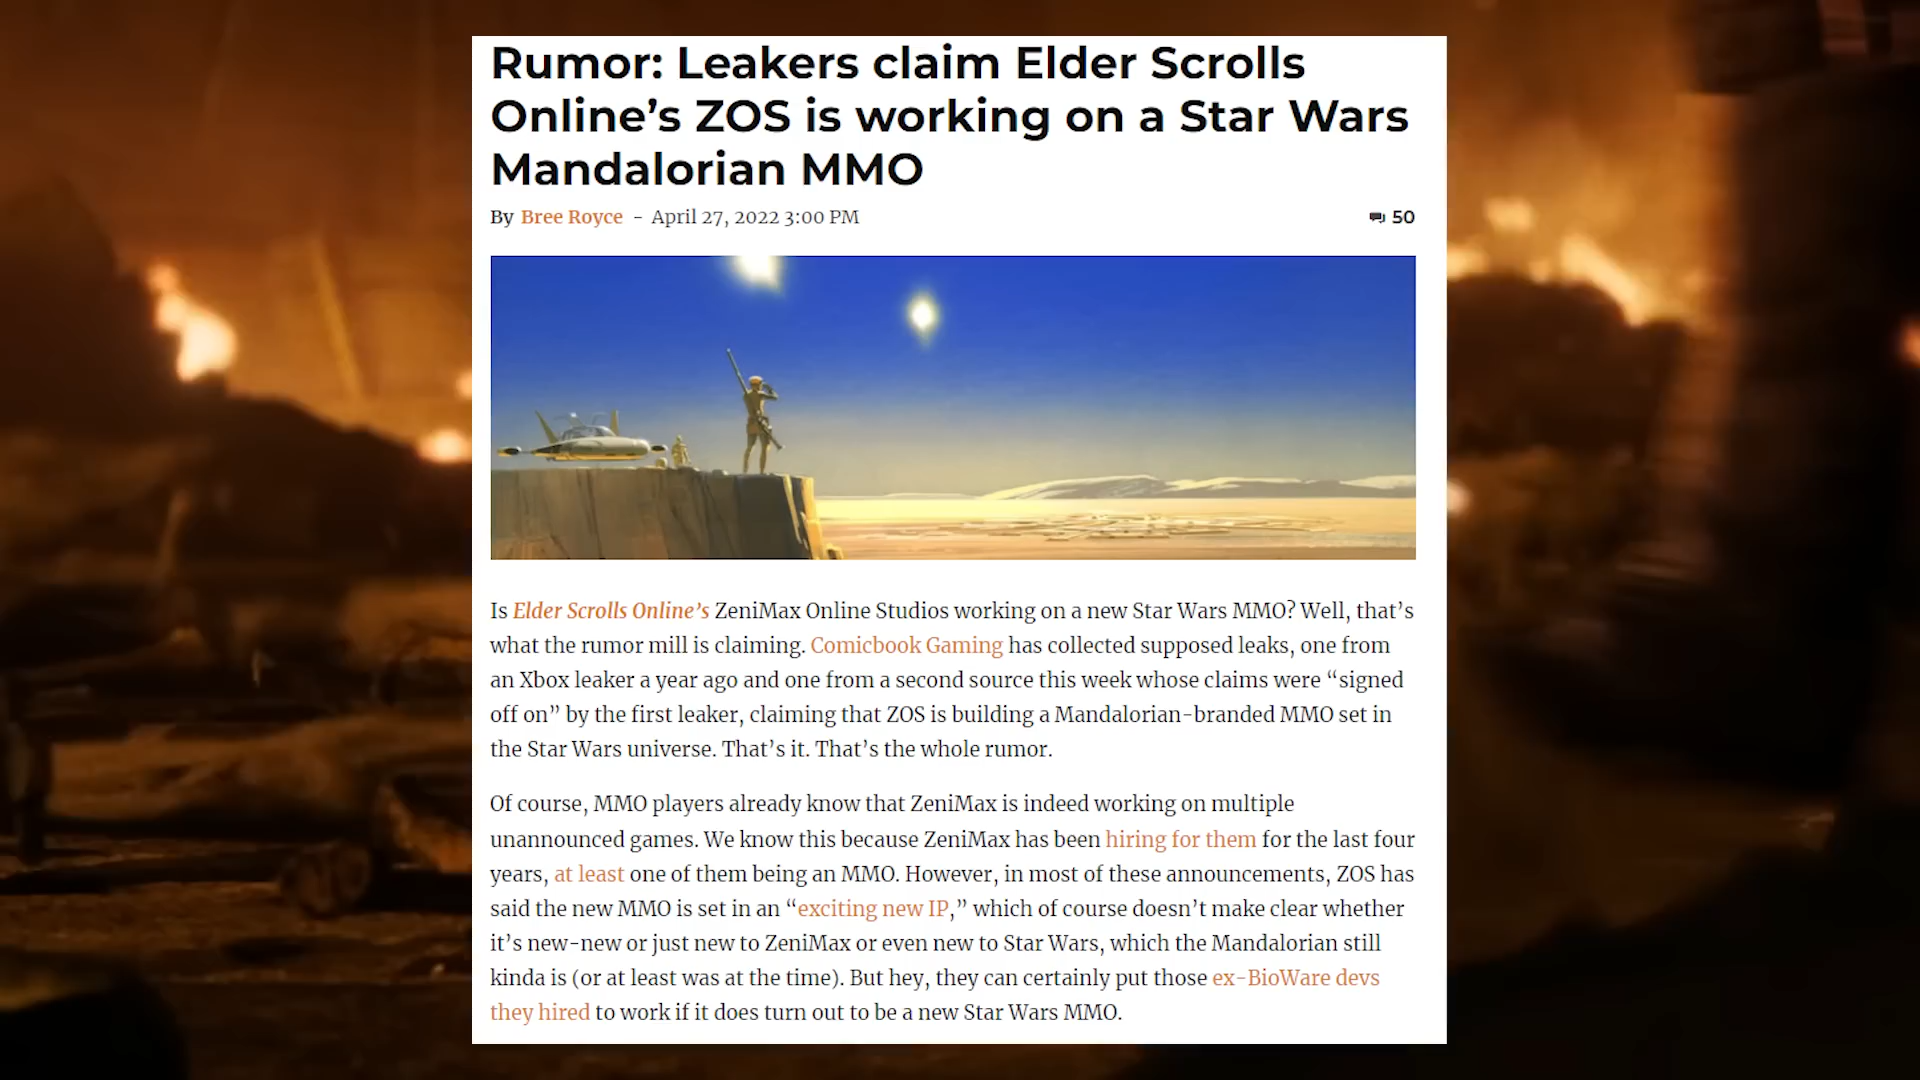 Rumor: Leakers claim Elder Scrolls
Online’s ZOS is working on a Star Wars
Mandalorian MMO
By Bree Royce - April 27, 2022 3:00 PM 50
Is Elder Scrolls Online’s ZeniMax Online Studios working on a new Star Wars MMO? Well, that’s
what the rumor mill is claiming. Comicbook Gaming has collected supposed leaks, one from
an Xbox leaker a year ago and one from a second source this week whose claims were “signed
off on” by the first leaker, claiming that ZOS is building a Mandalorian-branded MMO set in
the Star Wars universe. That’s it. That’s the whole rumor.
Of course, MMO players already know that ZeniMax is indeed working on multiple
unannounced games. We know this because ZeniMax has been hiring for them for the last four
years, at least one of them being an MMO. However, in most of these announcements, ZOS has
said the new MMO is set in an “exciting new IP,” which of course doesn’t make clear whether
it’s new-new or just new to ZeniMax or even new to Star Wars, which the Mandalorian still
kinda is (or at least was at the time). But hey, they can certainly put those ex-BioWare devs
they hired to work if it does turn out to be a new Star Wars MMO.